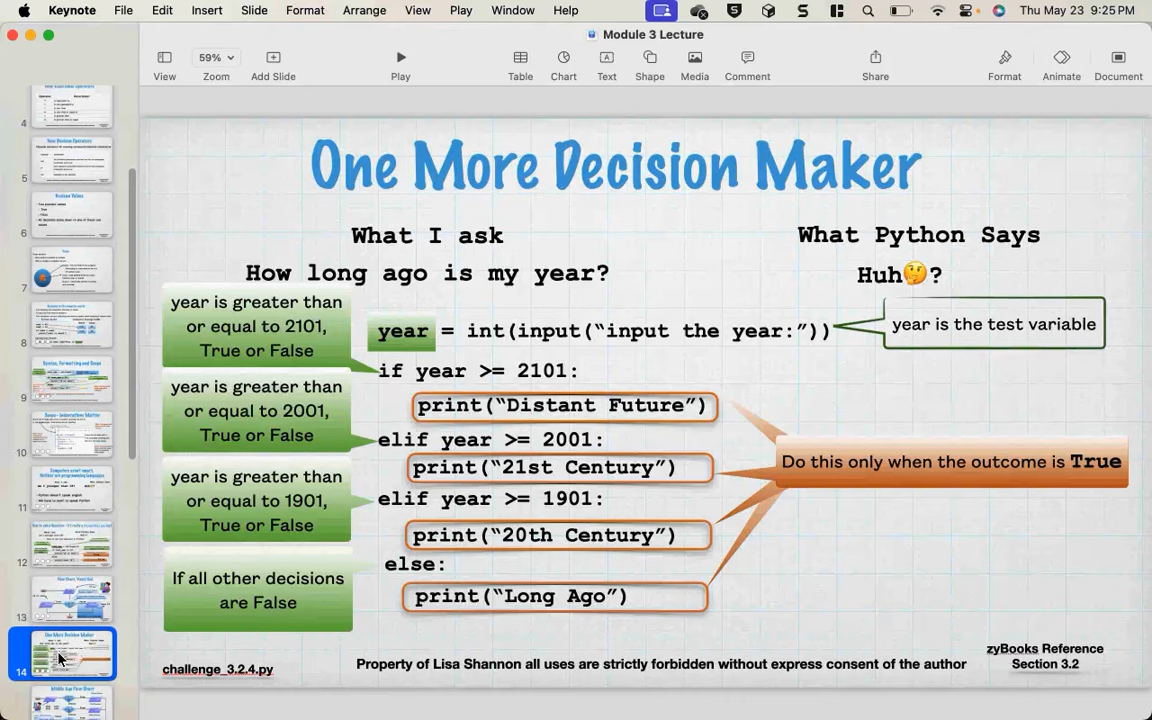 Keynote File Edit Insert Slide Format Arrange View Play Window Help Thu May 23 9:25 PM
Module 3 Lecture
59%
View Zoom Add Slide Play Table Chart Text Shape Media Comment Share Format Animate Document
4
5
6
7
8
9
10
11
12
13
14
One More Decision Maker
What I ask
What Python Says
How long ago is my year?
Huh🤔?
year is greater than
or equal to 2101,
True or False
year = int(input(“input the year:”))
year is the test variable
if year >= 2101:
print(“Distant Future”)
year is greater than
or equal to 2001,
True or False
elif year >= 2001:
print(“21st Century”)
Do this only when the outcome is True
year is greater than
or equal to 1901,
True or False
elif year >= 1901:
print(“20th Century”)
else:
If all other decisions
are False
print(“Long Ago”)
challenge_3.2.4.py
Property of Lisa Shannon all uses are strictly forbidden without express consent of the author
zyBooks Reference
Section 3.2